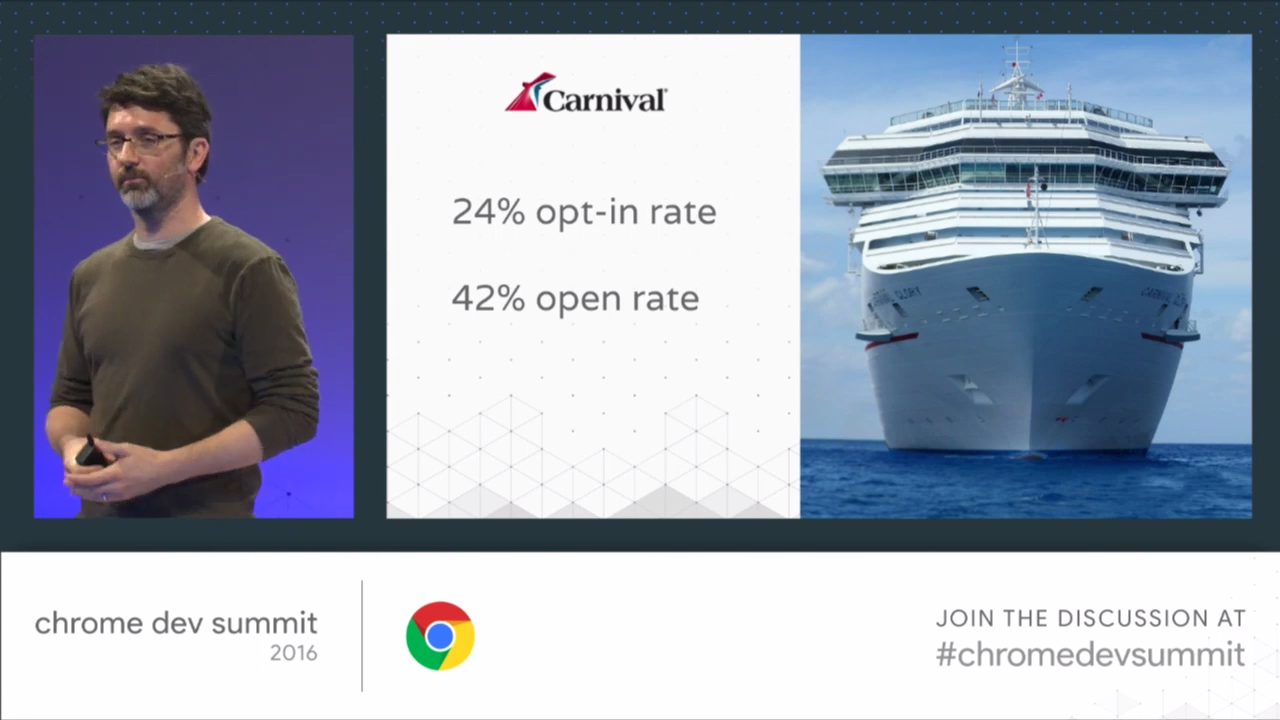 Carnival
24% opt-in rate
42% open rate
CARNIVAL GLORY
chrome dev summit
2016
JOIN THE DISCUSSION AT
#chromedevsummit